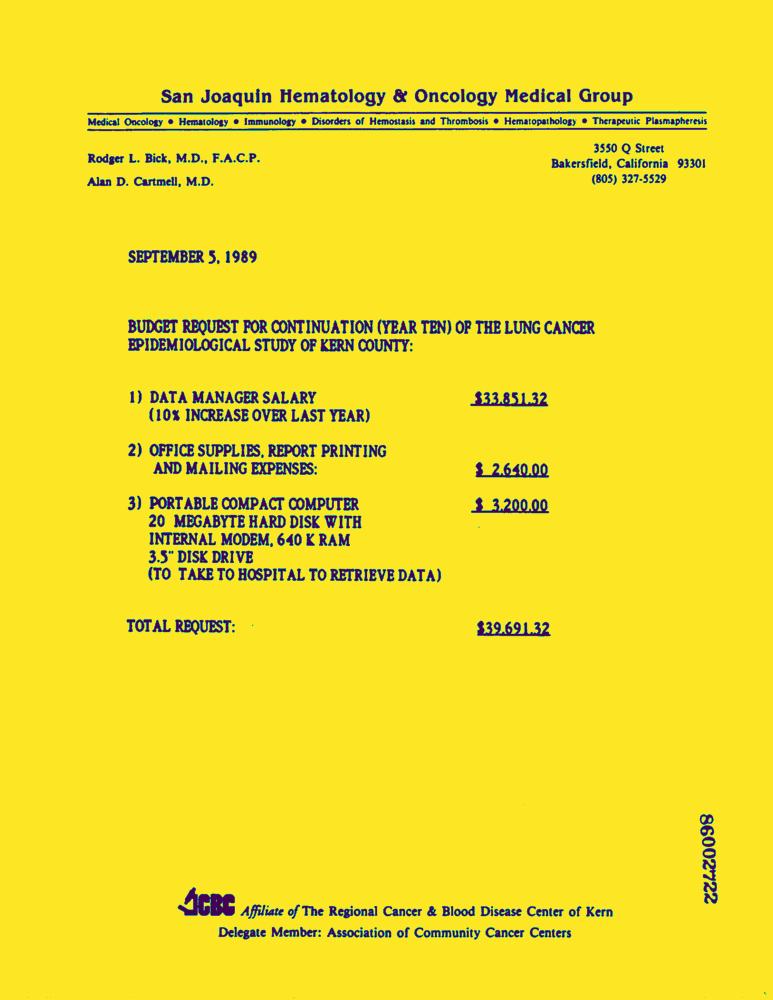 San Joaquin Hematology & Oncology Medical Group
Medical Oncology • Hematology • Immunology • Disorders of Hemostasis and Thrombosis • Hematopathology • Therapeutic Plasmapheresis
Rodger L. Bick, M.D., F.A.C.P.
Alan D. Cartmell, M.D.
3550 Q Street
Bakersfield, California 93301
(805) 327-5529
SEPTEMBER 5, 1989
BUDGET REQUEST FOR CONTINUATION (YEAR TEN) OF THE LUNG CANCER
EPIDEMIOLOGICAL STUDY OF KERN COUNTY:
1) DATA MANAGER SALARY $33,851.32
(10% INCREASE OVER LAST YEAR)
2) OFFICE SUPPLIES, REPORT PRINTING
AND MAILING EXPENSES: $ 2,640.00
3) PORTABLE COMPACT COMPUTER $ 3,200.00
20 MEGABYTE HARD DISK WITH
INTERNAL MODEM, 640 K RAM
3.5" DISK DRIVE
(TO TAKE TO HOSPITAL TO RETRIEVE DATA)
TOTAL REQUEST: $39,691.32
86002722
CBC Affiliate of The Regional Cancer & Blood Disease Center of Kern
Delegate Member: Association of Community Cancer Centers